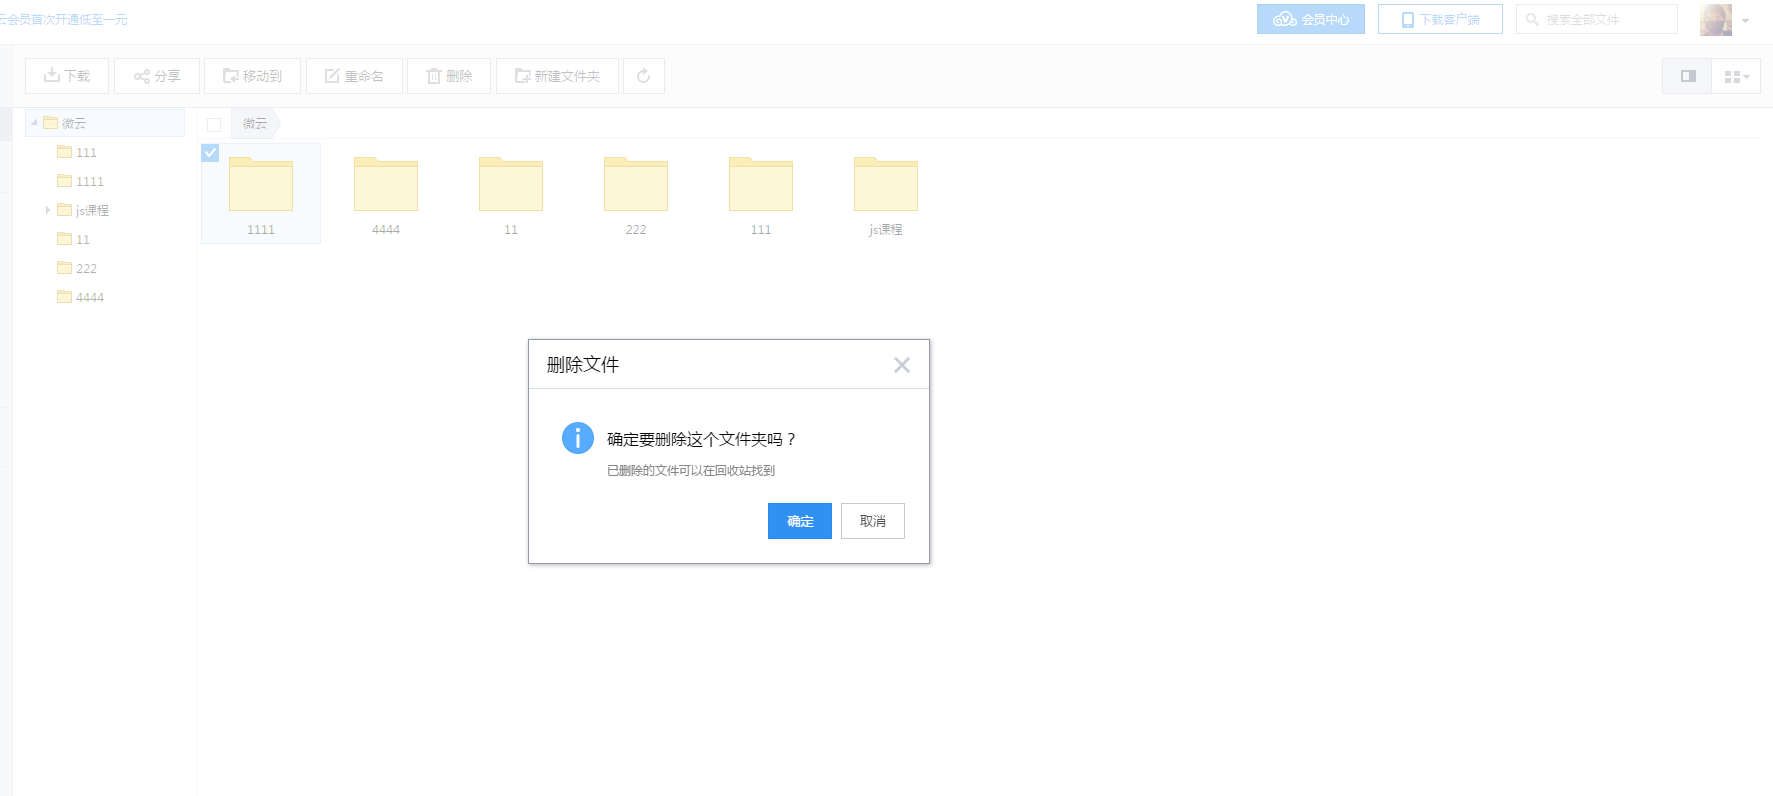 云会员首次开通低至一元
会员中心
下载客户端
搜索全部文件
下载
分享
移动到
重命名
删除
新建文件夹
微云
111
1111
js课程
11
222
4444
微云
1111
4444
11
222
111
js课程
删除文件
确定要删除这个文件夹吗？
已删除的文件可以在回收站找到
确定
取消